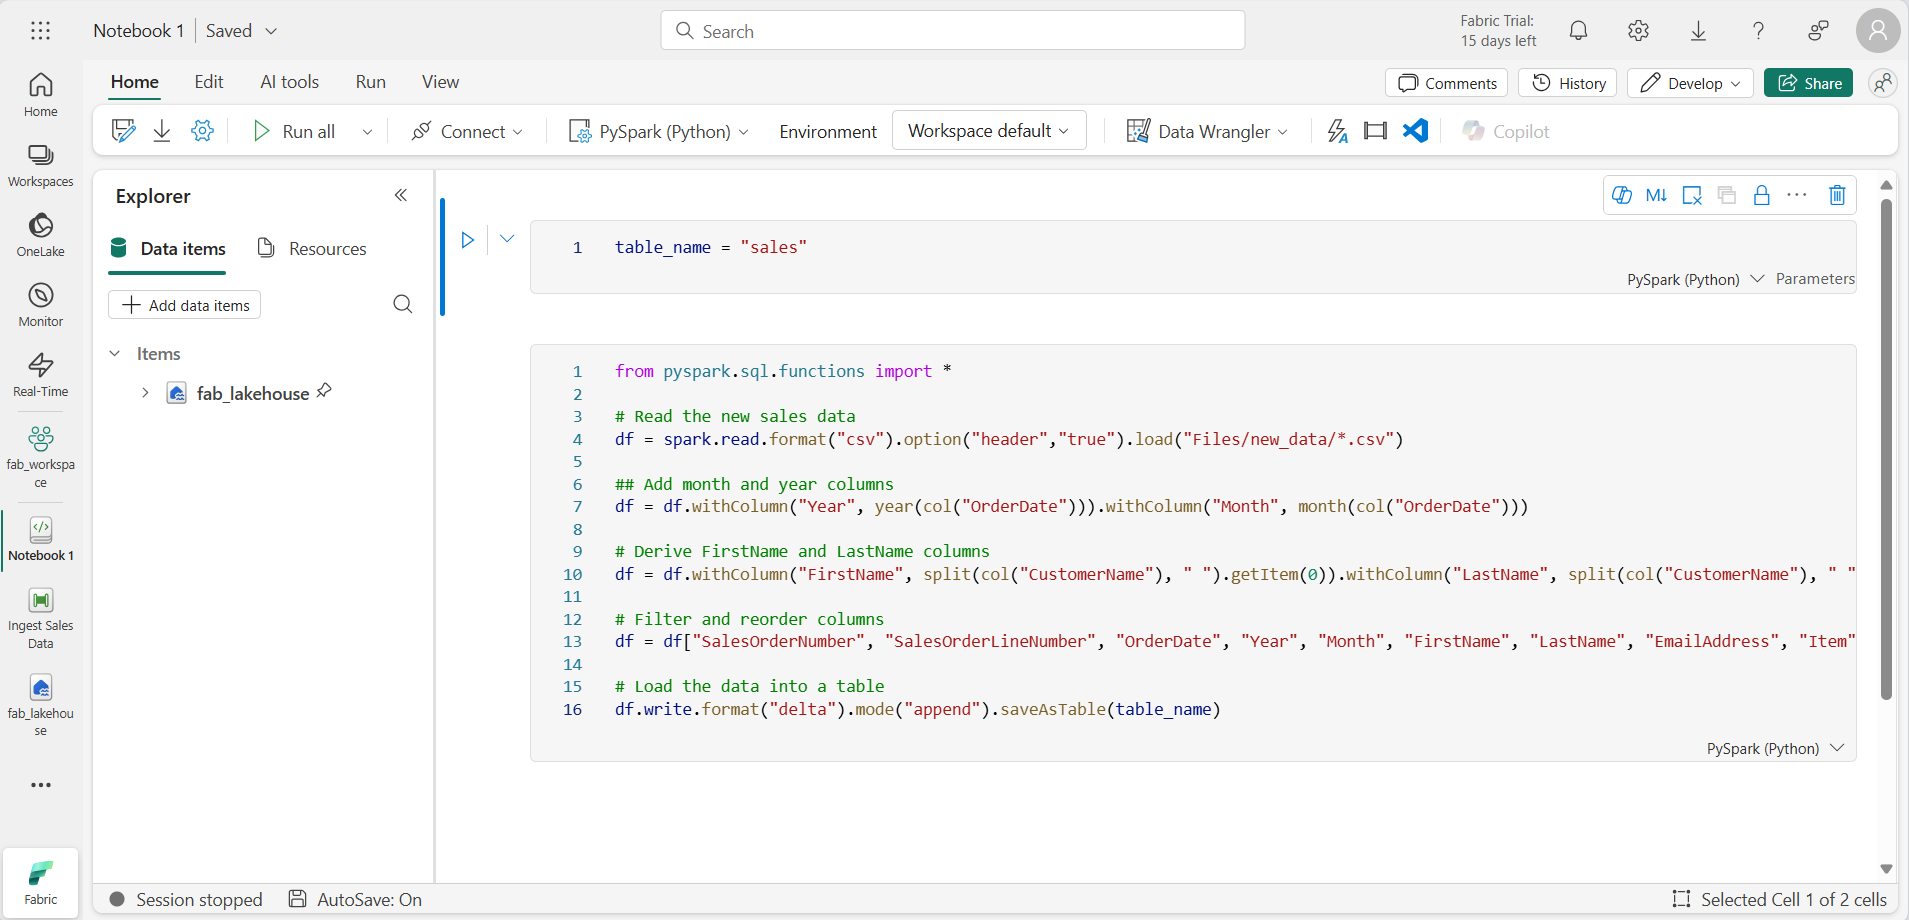 Notebook 1 | Saved
Search
Fabric Trial:
15 days left
Home
Edit
AI tools
Run
View
Comments
History
Develop
Share
Run all
Connect
PySpark (Python)
Environment
Workspace default
Data Wrangler
Copilot
Home
Workspaces
OneLake
Monitor
Real-Time
fab_workspa
ce
Notebook 1
Ingest Sales
Data
fab_lakehou
se
Fabric
Explorer
Data items
Resources
Add data items
Items
fab_lakehouse
M↓
1 table_name = "sales"
PySpark (Python) Parameters
1 from pyspark.sql.functions import *
2
3 # Read the new sales data
4 df = spark.read.format("csv").option("header","true").load("Files/new_data/*.csv")
5
6 ## Add month and year columns
7 df = df.withColumn("Year", year(col("OrderDate"))).withColumn("Month", month(col("OrderDate")))
8
9 # Derive FirstName and LastName columns
10 df = df.withColumn("FirstName", split(col("CustomerName"), " ").getItem(0)).withColumn("LastName", split(col("CustomerName"), " "
11
12 # Filter and reorder columns
13 df = df["SalesOrderNumber", "SalesOrderLineNumber", "OrderDate", "Year", "Month", "FirstName", "LastName", "EmailAddress", "Item"
14
15 # Load the data into a table
16 df.write.format("delta").mode("append").saveAsTable(table_name)
PySpark (Python)
Session stopped
AutoSave: On
Selected Cell 1 of 2 cells